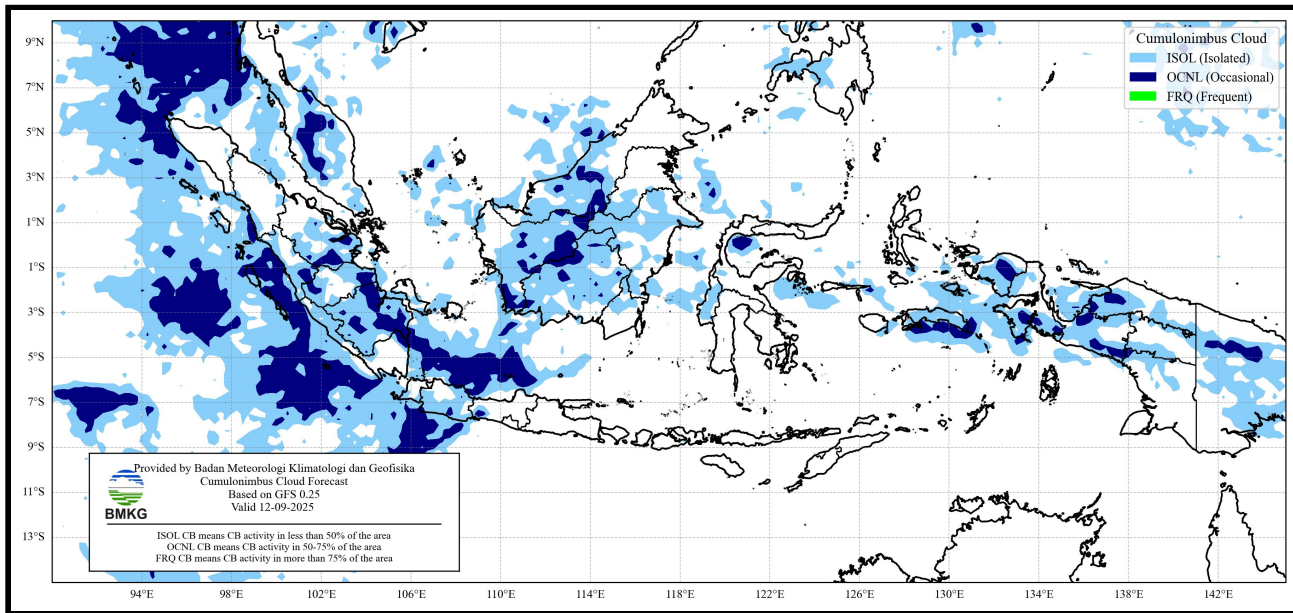 9°N
7°N
5°N
3°N
1°N
1°S
3°S
5°S
7°S
9°S
11°S
13°S
Cumulonimbus Cloud
ISOL (Isolated)
OCNL (Occasional)
FRQ (Frequent)
Provided by Badan Meteorologi Klimatologi dan Geofisika
Cumulonimbus Cloud Forecast
Based on GFS 0.25
Valid 12-09-2025
BMKG
ISOL CB means CB activity in less than 50% of the area
OCNL CB means CB activity in 50-75% of the area
FRQ CB means CB activity in more than 75% of the area
94°E 98°E 102°E 106°E 110°E 114°E 118°E 122°E 126°E 130°E 134°E 138°E 142°E